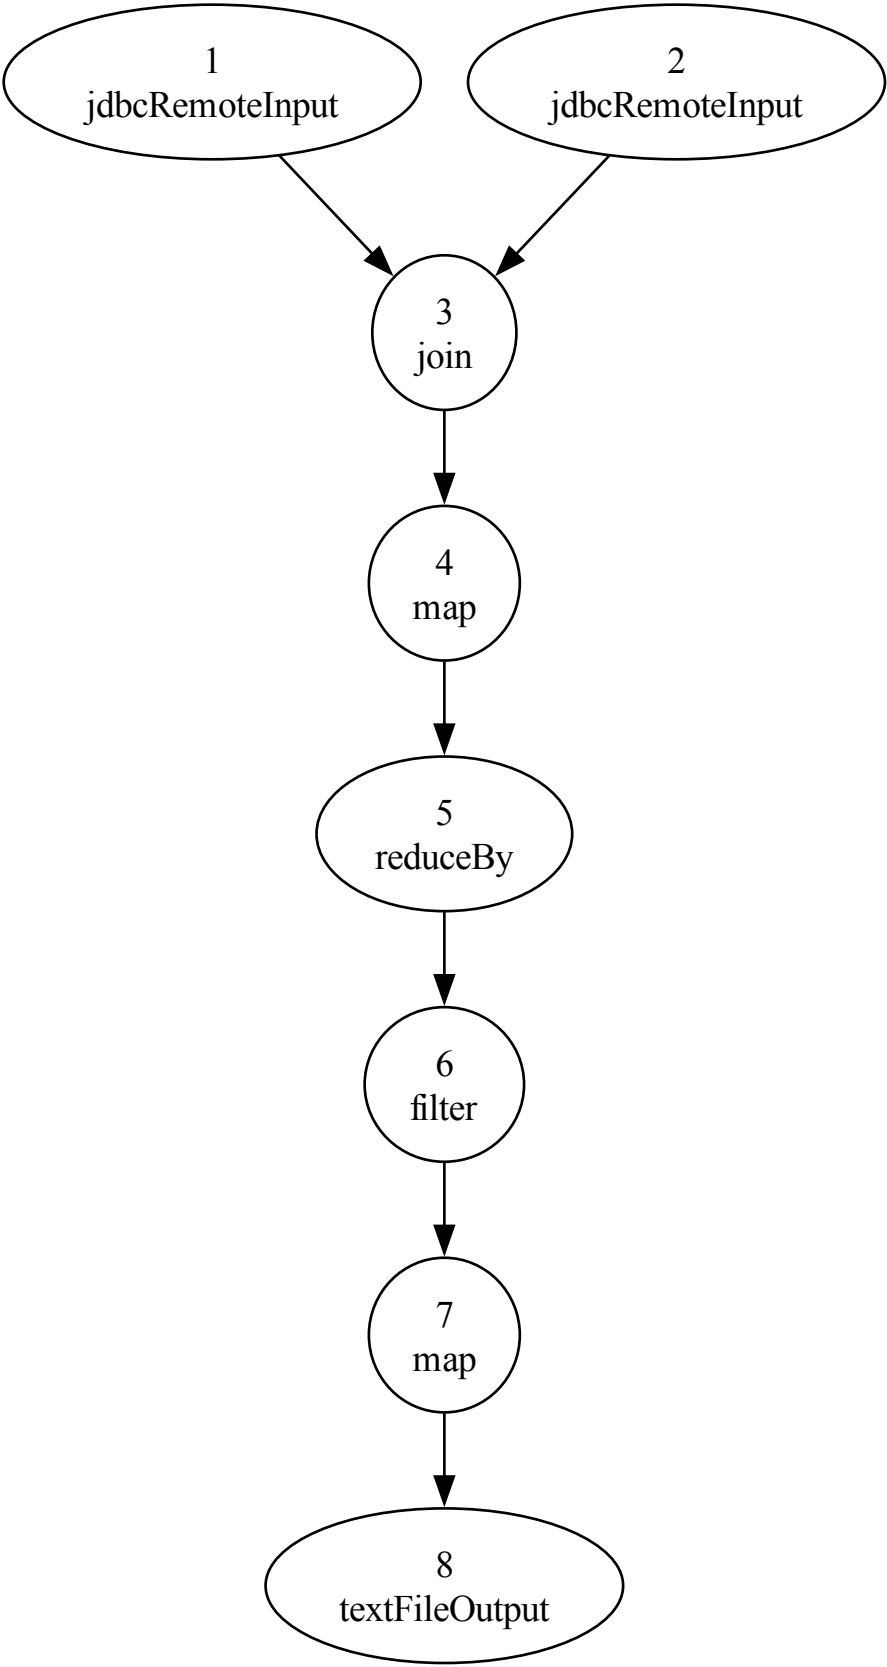 1
jdbcRemoteInput
2
jdbcRemoteInput
3
join
4
map
5
reduceBy
6
filter
7
map
8
textFileOutput